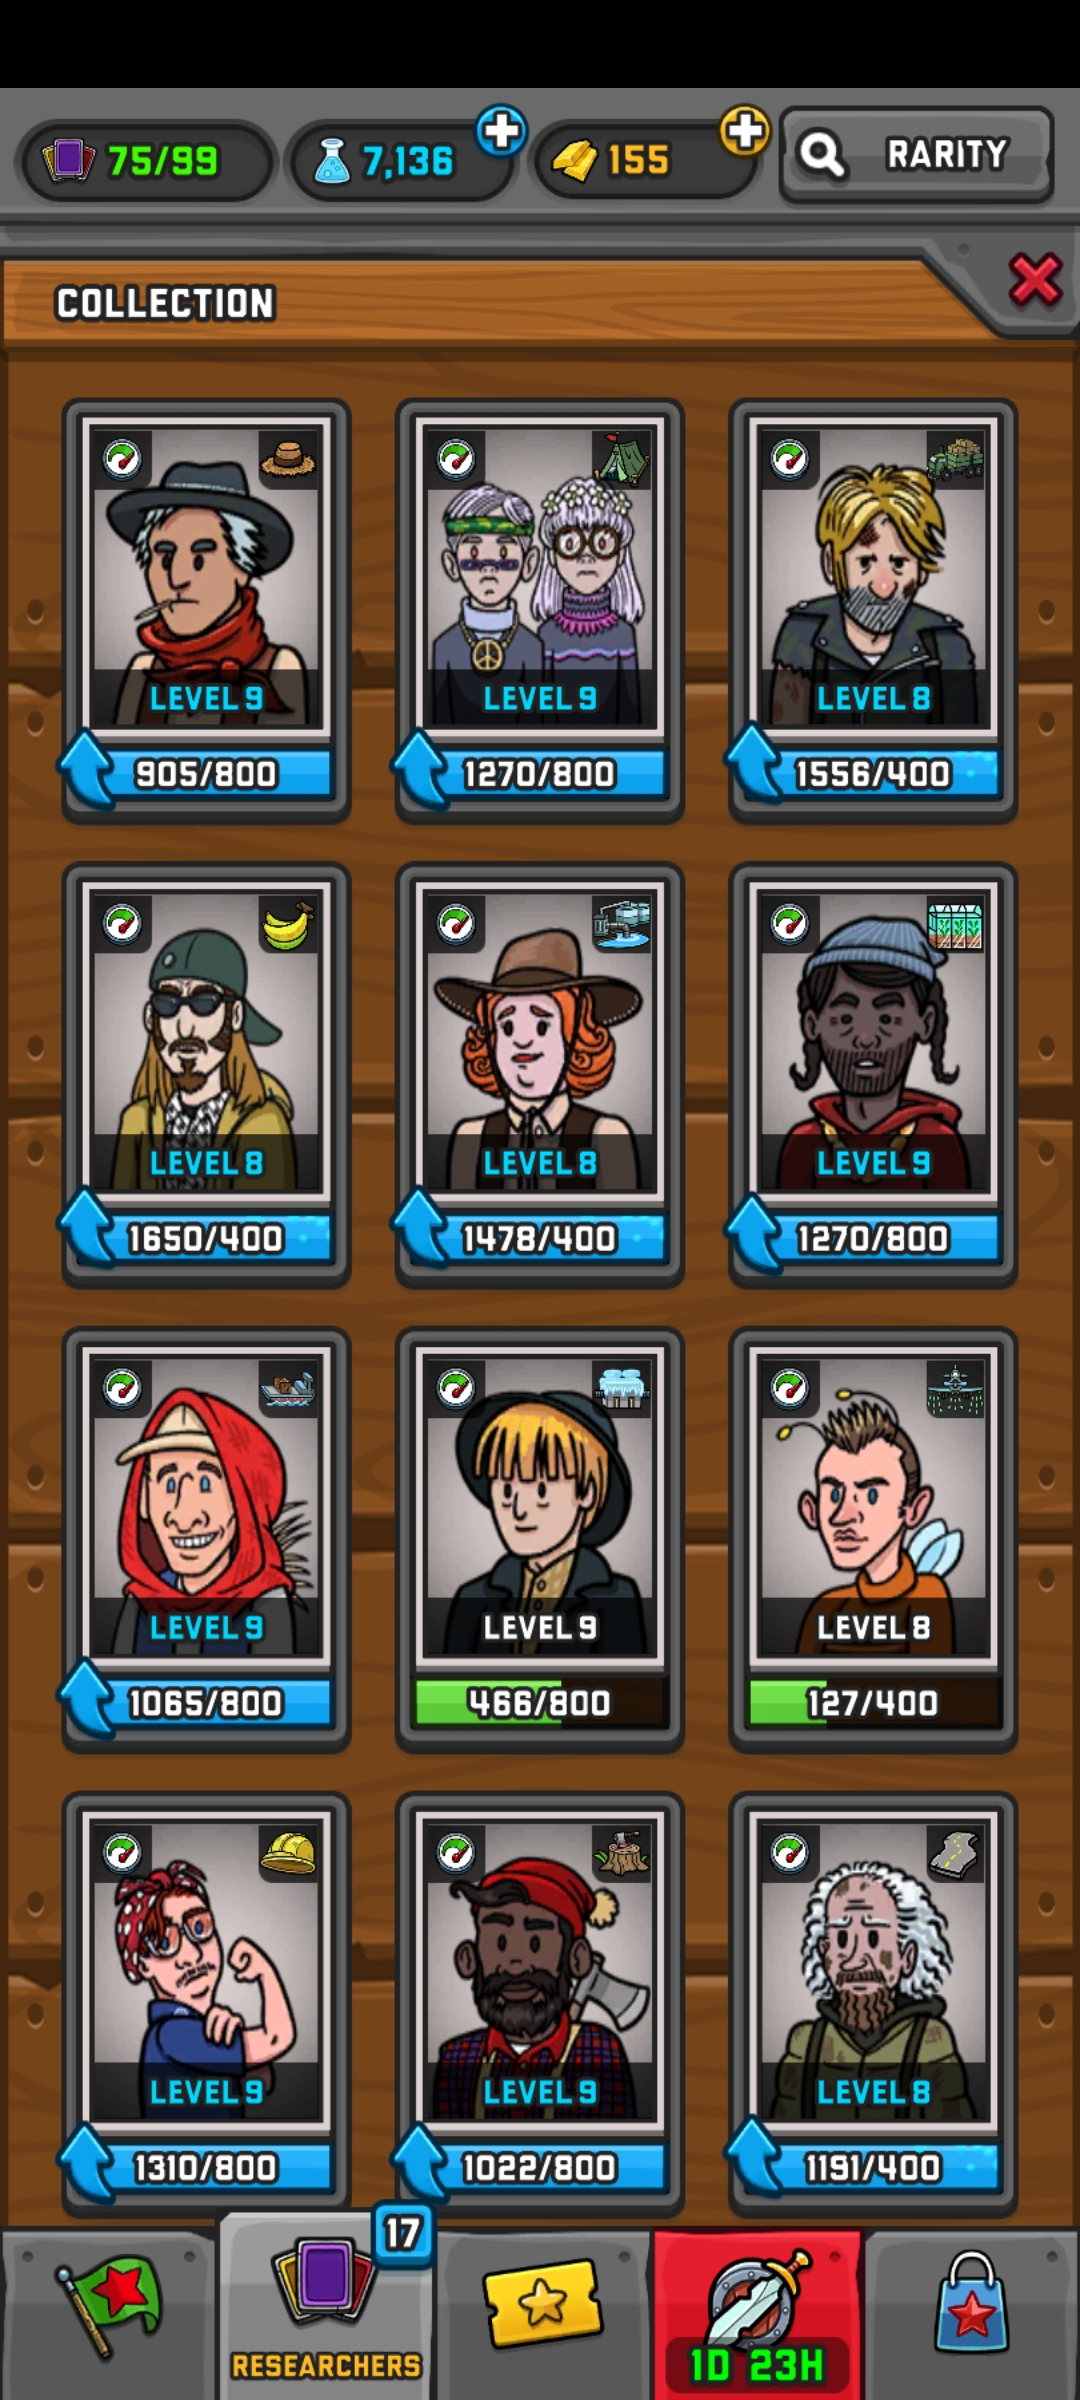 75/99 7,136 155 RARITY
COLLECTION
LEVEL 9 LEVEL 9 LEVEL 8
905/800 1270/800 1556/400
LEVEL 8 LEVEL 8 LEVEL 9
1650/400 1478/400 1270/800
LEVEL 9 LEVEL 9 LEVEL 8
1065/800 466/800 127/400
LEVEL 9 LEVEL 9 LEVEL 8
1310/800 1022/800 1191/400
17
RESEARCHERS 1D 23H